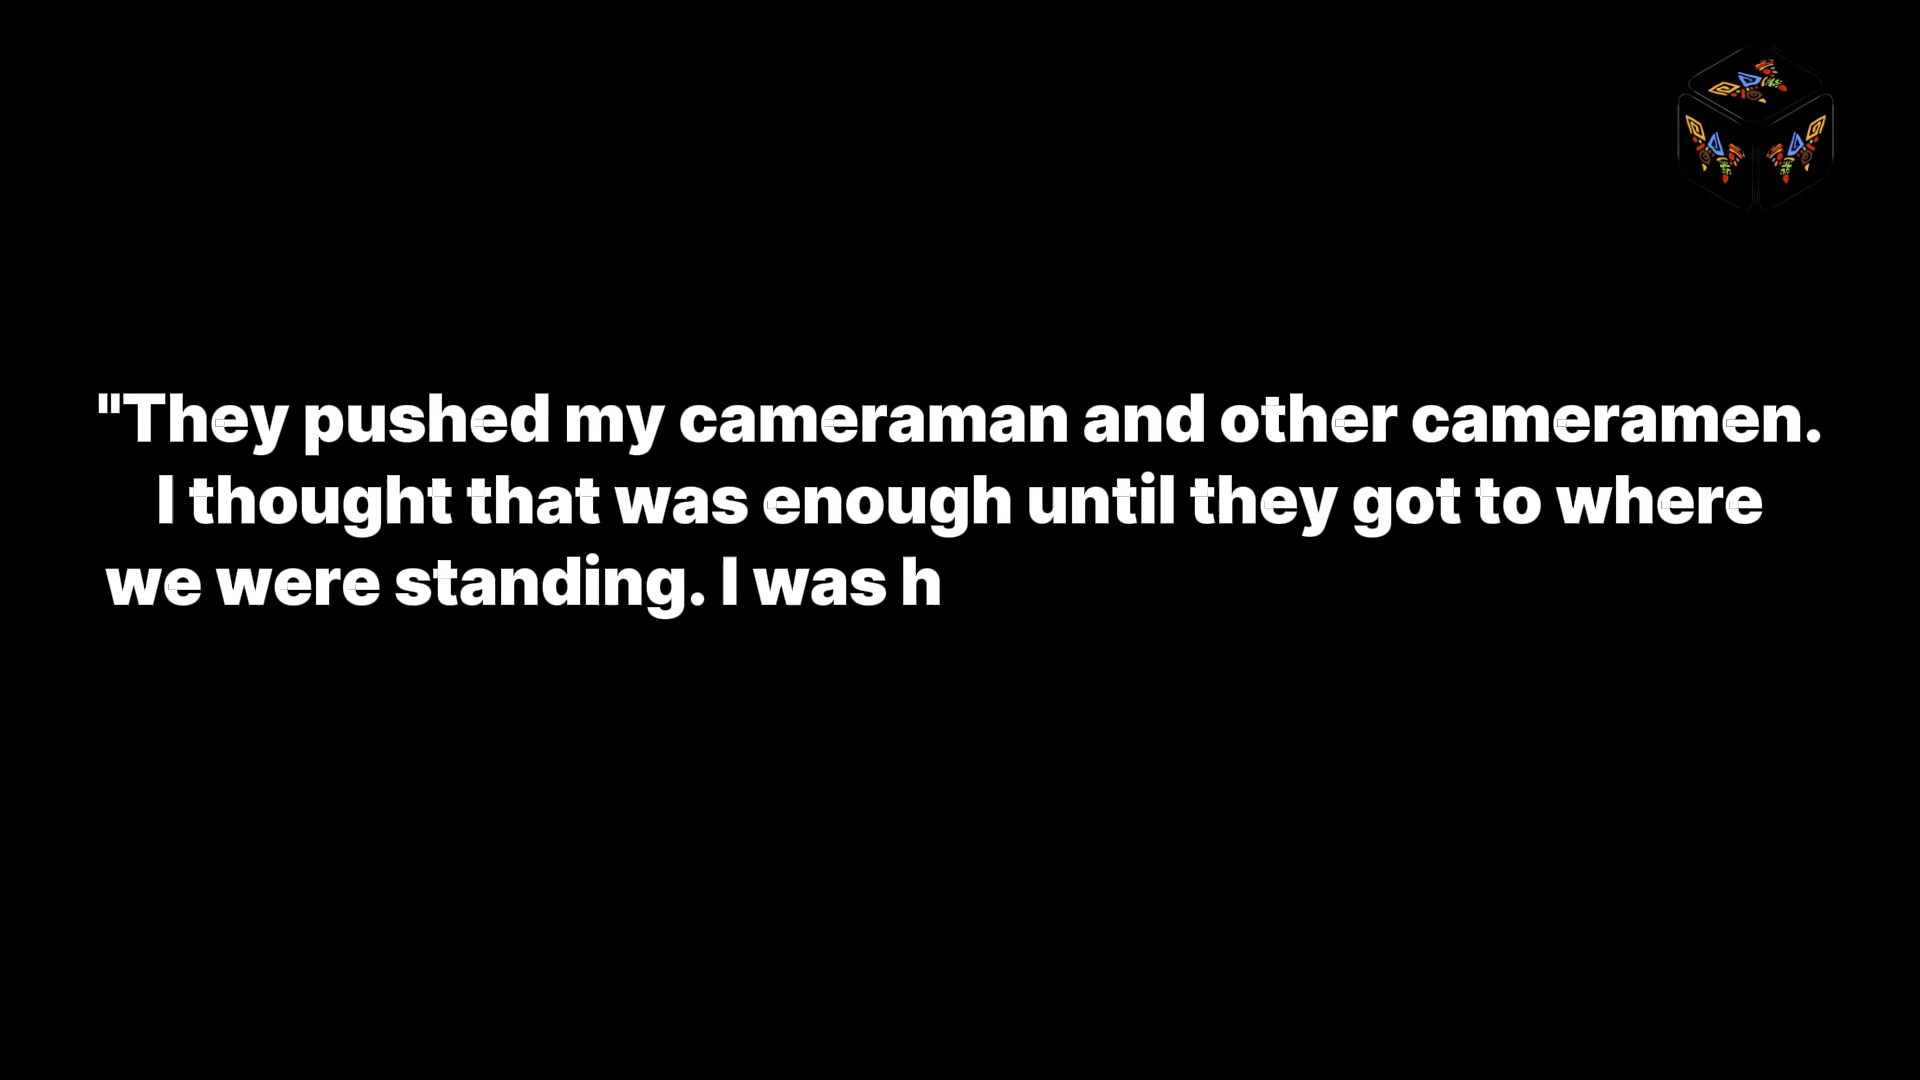 "They pushed my cameraman and other cameramen.
I thought that was enough until they got to where
we were standing. I was h